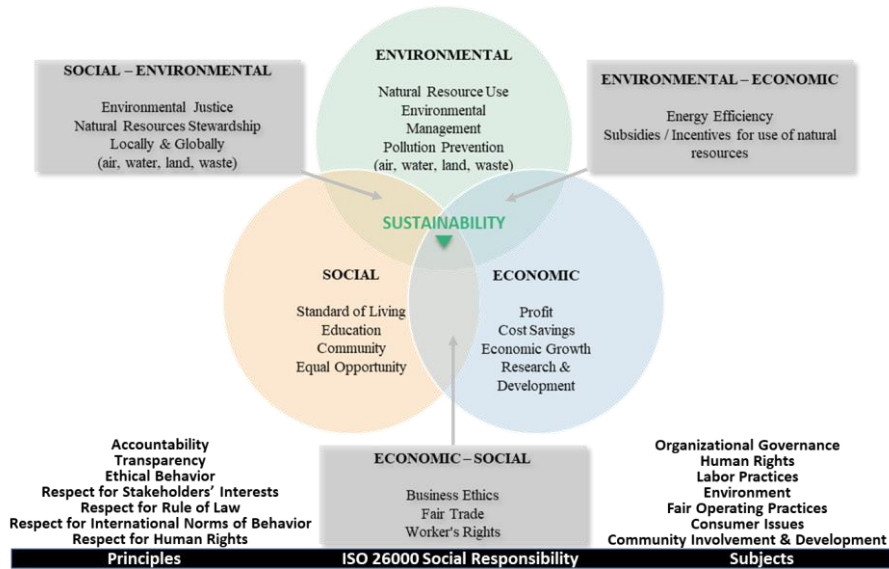 ENVIRONMENTAL
Natural Resource Use
Environmental
Management
Pollution Prevention
(air, water, land, waste)
SOCIAL – ENVIRONMENTAL
Environmental Justice
Natural Resources Stewardship
Locally & Globally
(air, water, land, waste)
ENVIRONMENTAL – ECONOMIC
Energy Efficiency
Subsidies / Incentives for use of natural
resources
SUSTAINABILITY
SOCIAL
Standard of Living
Education
Community
Equal Opportunity
ECONOMIC
Profit
Cost Savings
Economic Growth
Research &
Development
Accountability
Transparency
Ethical Behavior
Respect for Stakeholders' Interests
Respect for Rule of Law
Respect for International Norms of Behavior
Respect for Human Rights
ECONOMIC – SOCIAL
Business Ethics
Fair Trade
Worker's Rights
Organizational Governance
Human Rights
Labor Practices
Environment
Fair Operating Practices
Consumer Issues
Community Involvement & Development
Principles
ISO 26000 Social Responsibility
Subjects